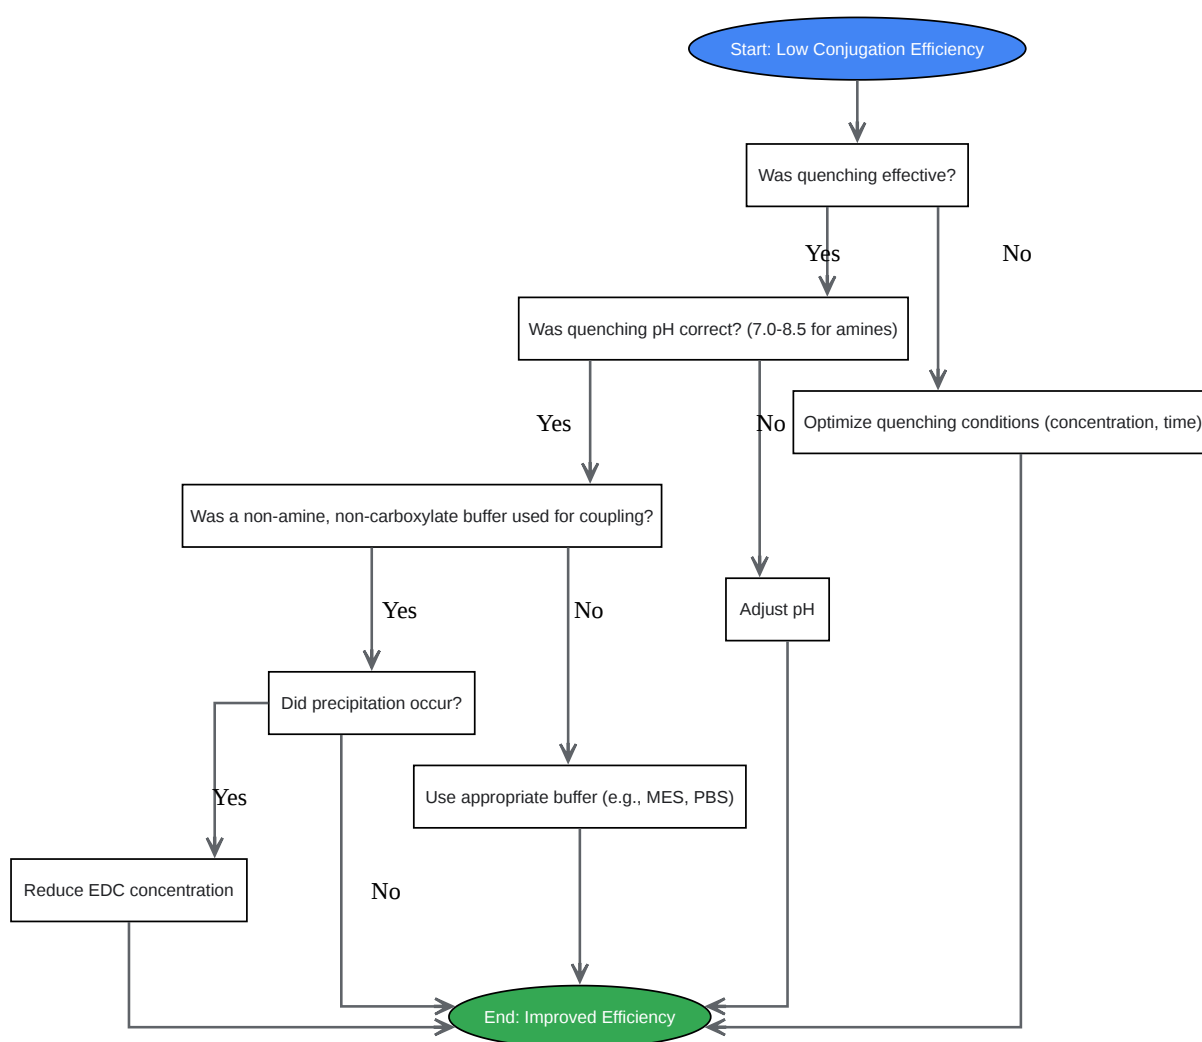 Start: Low Conjugation Efficiency
Was quenching effective?
Yes
No
Was quenching pH correct? (7.0-8.5 for amines)
Yes
No
Optimize quenching conditions (concentration, time)
Was a non-amine, non-carboxylate buffer used for coupling?
Yes
No
Adjust pH
Did precipitation occur?
Yes
Use appropriate buffer (e.g., MES, PBS)
Reduce EDC concentration
No
End: Improved Efficiency